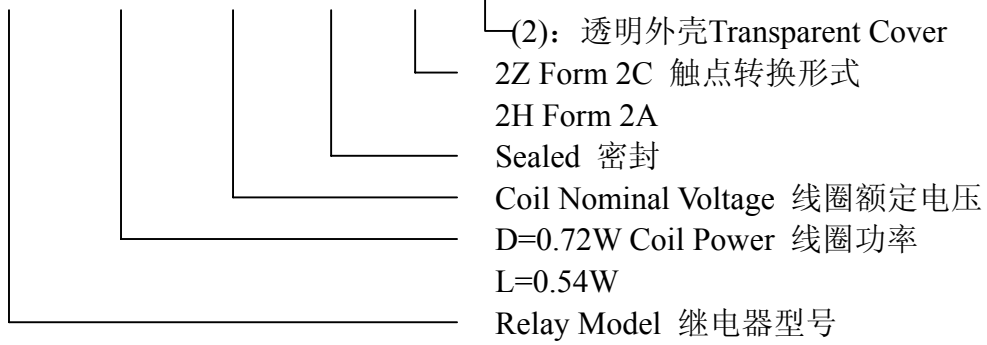 (2)：透明外壳Transparent Cover
2Z Form 2C 触点转换形式
2H Form 2A
Sealed 密封
Coil Nominal Voltage 线圈额定电压
D=0.72W Coil Power 线圈功率
L=0.54W
Relay Model 继电器型号